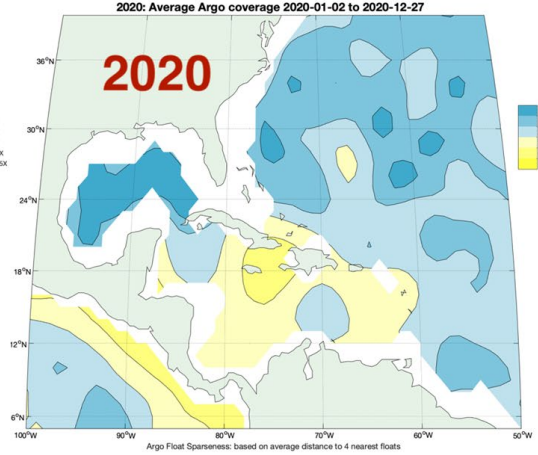 2020: Average Argo coverage 2020-01-02 to 2020-12-27
2020
36°N
30°N
24°N
18°N
12°N
6°N
X
5X
100°W 90°W 80°W 70°W 60°W 50°W
Argo Float Sparseness: based on average distance to 4 nearest floats